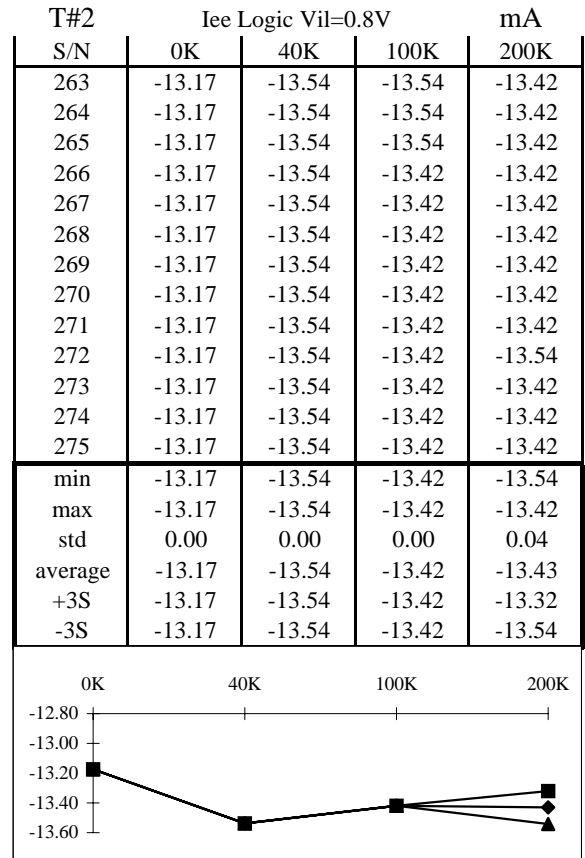 T#2 Iee Logic Vil=0.8V mA
S/N 0K 40K 100K 200K
263 -13.17 -13.54 -13.54 -13.42
264 -13.17 -13.54 -13.54 -13.42
265 -13.17 -13.54 -13.54 -13.42
266 -13.17 -13.54 -13.42 -13.42
267 -13.17 -13.54 -13.42 -13.42
268 -13.17 -13.54 -13.42 -13.42
269 -13.17 -13.54 -13.42 -13.42
270 -13.17 -13.54 -13.42 -13.42
271 -13.17 -13.54 -13.42 -13.42
272 -13.17 -13.54 -13.42 -13.54
273 -13.17 -13.54 -13.42 -13.42
274 -13.17 -13.54 -13.42 -13.42
275 -13.17 -13.54 -13.42 -13.42
min -13.17 -13.54 -13.42 -13.54
max -13.17 -13.54 -13.42 -13.42
std 0.00 0.00 0.00 0.04
average -13.17 -13.54 -13.42 -13.43
+3S -13.17 -13.54 -13.42 -13.32
-3S -13.17 -13.54 -13.42 -13.54
0K 40K 100K 200K
-12.80
-13.00
-13.20
-13.40
-13.60